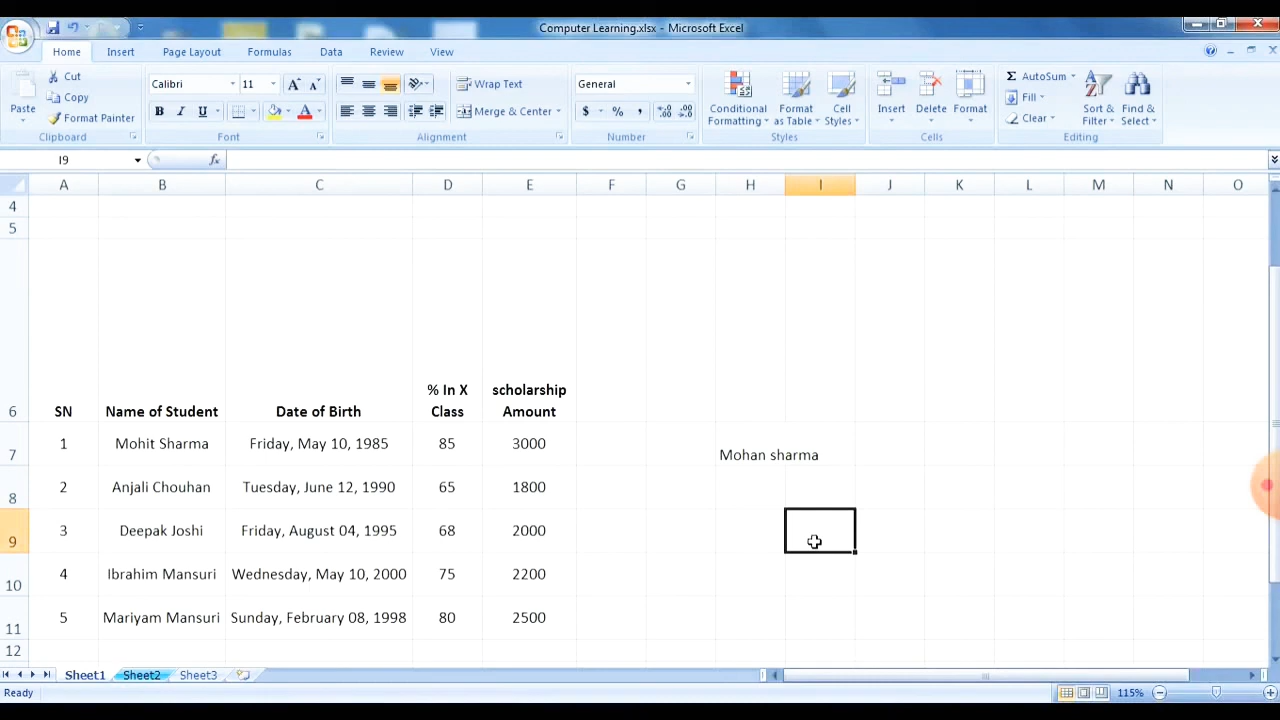 Computer Learning.xlsx - Microsoft Excel
Home Insert Page Layout Formulas Data Review View
Paste
Cut
Copy
Format Painter
Clipboard
Calibri 11
B I U
Font
Wrap Text
Merge & Center
Alignment
General
$ % ,
Number
Conditional Formatting
Format as Table
Cell Styles
Styles
Insert Delete Format
Cells
AutoSum
Fill
Clear
Sort & Filter
Find & Select
Editing
I9 fx
A B C D E F G H I J K L M N O
4
5
6 SN Name of Student Date of Birth % In X Class scholarship Amount
7 1 Mohit Sharma Friday, May 10, 1985 85 3000 Mohan sharma
8 2 Anjali Chouhan Tuesday, June 12, 1990 65 1800
9 3 Deepak Joshi Friday, August 04, 1995 68 2000
10 4 Ibrahim Mansuri Wednesday, May 10, 2000 75 2200
11 5 Mariyam Mansuri Sunday, February 08, 1998 80 2500
12
Sheet1 Sheet2 Sheet3
Ready 115%